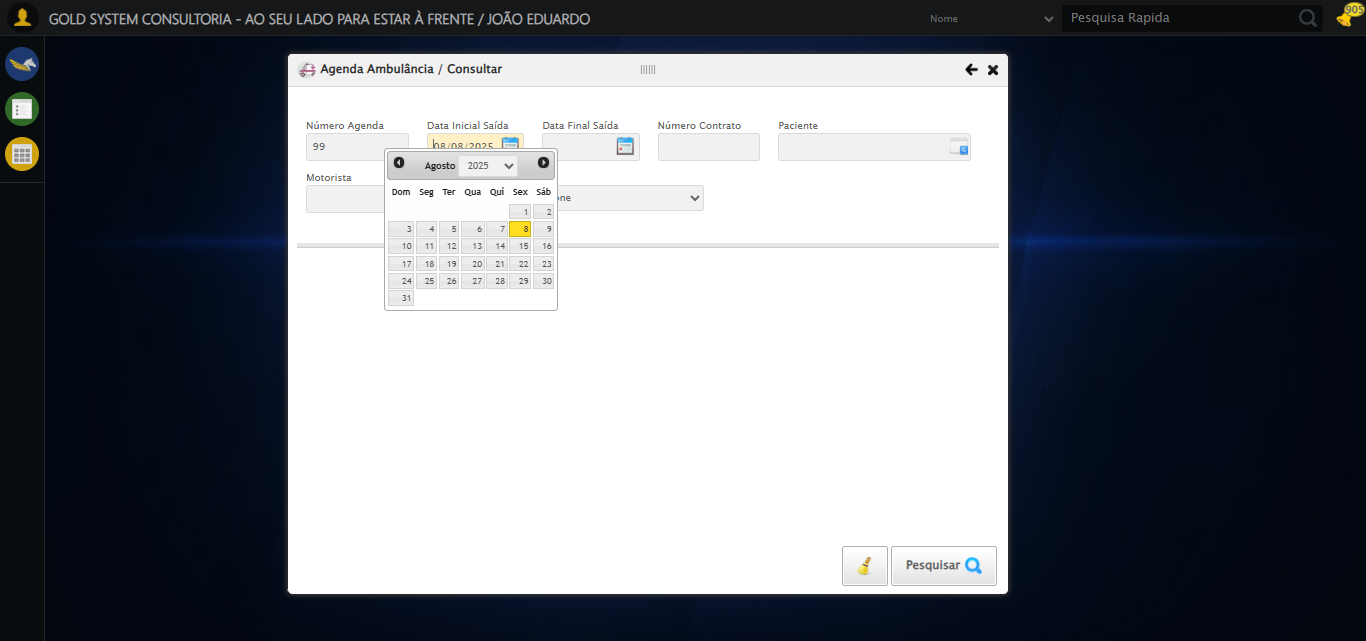 GOLD SYSTEM CONSULTORIA - AO SEU LADO PARA ESTAR À FRENTE / JOÃO EDUARDO
Nome
Pesquisa Rapida
905
Agenda Ambulância / Consultar
Número Agenda
Data Inicial Saída
Data Final Saída
Número Contrato
Paciente
99
08/08/2025
Motorista
Agosto 2025
Dom Seg Ter Qua Qui Sex Sáb
1 2
3 4 5 6 7 8 9
10 11 12 13 14 15 16
17 18 19 20 21 22 23
24 25 26 27 28 29 30
31
Pesquisar